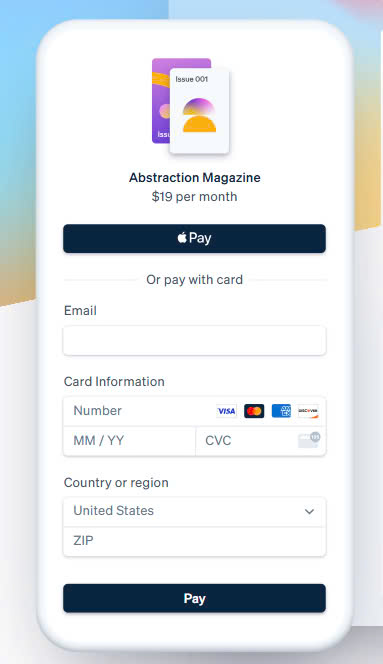 Issue 001
Issu
Abstraction Magazine
$19 per month
Pay
Or pay with card
Email
Card Information
Number VISA DISCOVER
MM / YY CVC
Country or region
United States
ZIP
Pay